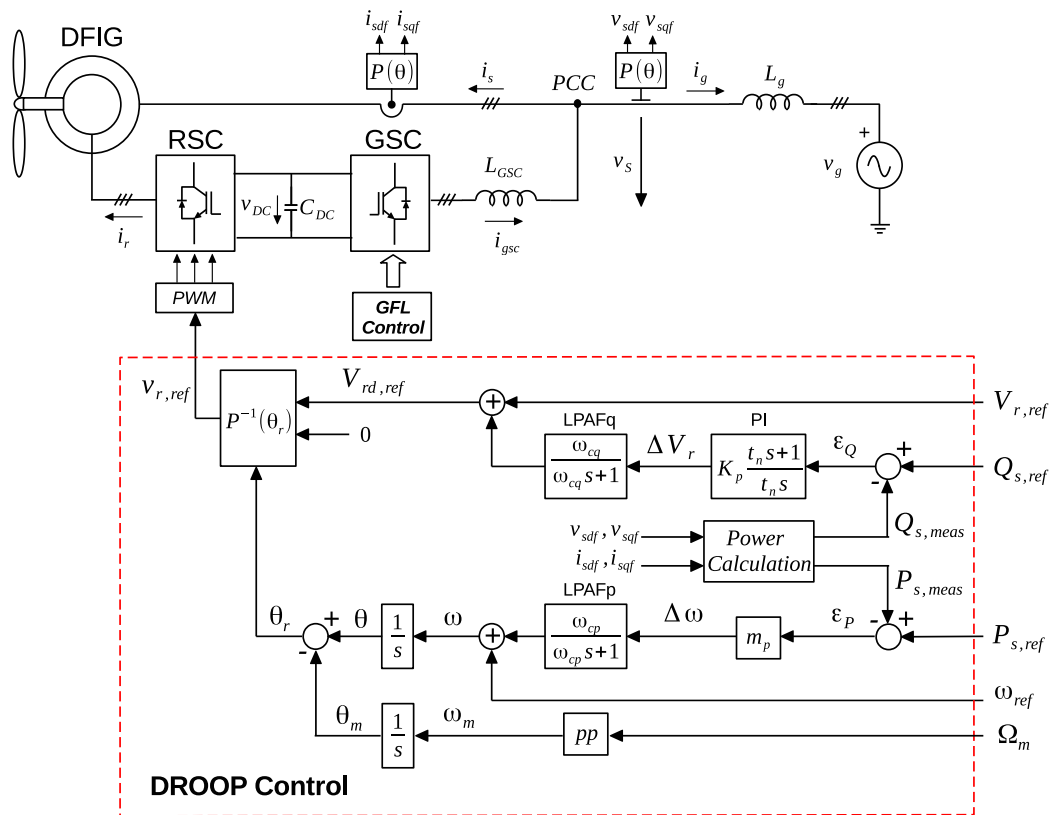 i_sdf i_sqf
v_sdf v_sqf
DFIG
P(θ)
P(θ)
i_s
PCC
i_g
L_g
RSC
GSC
L_GSC
v_S
v_g
+
v_DC
C_DC
i_r
i_gsc
PWM
GFL
Control
v_r,ref
V_rd,ref
P^-1(θ_r)
0
+
V_r,ref
LPAFq
PI
ω_cq
ω_cq s+1
ΔV_r
K_p t_n s+1
t_n s
ε_Q
+
-
Q_s,ref
v_sdf, v_sqf
i_sdf, i_sqf
Power
Calculation
Q_s,meas
P_s,meas
LPAFp
θ_r
+
-
θ
1
s
ω
+
ω_cp
ω_cp s+1
Δω
m_p
ε_P
-
+
P_s,ref
ω_ref
θ_m
1
s
ω_m
pp
Ω_m
DROOP Control